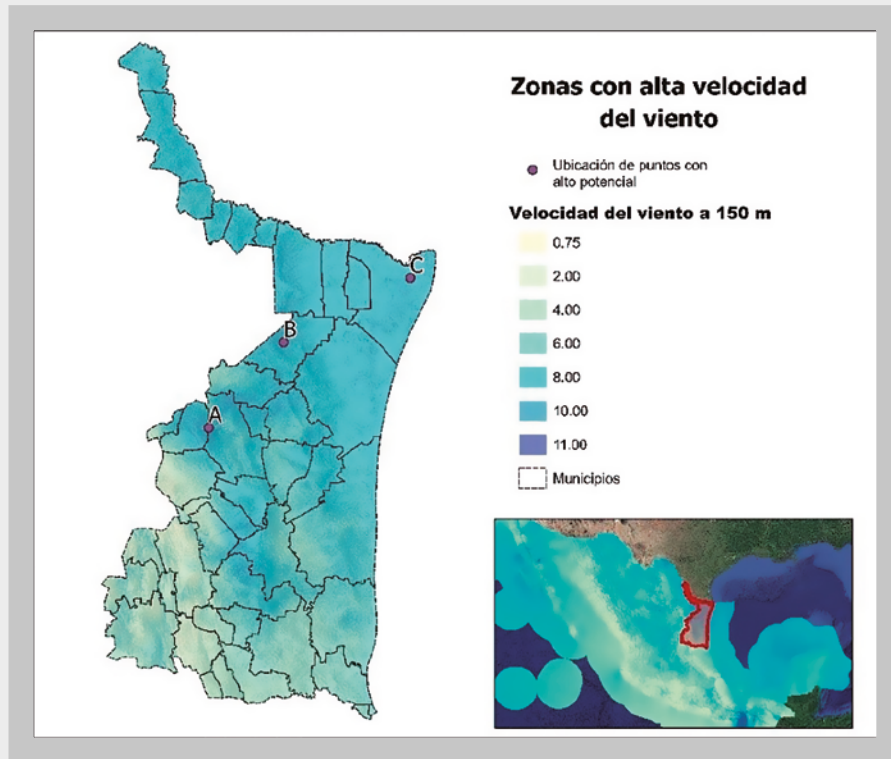 Zonas con alta velocidad
del viento
Ubicación de puntos con
alto potencial
Velocidad del viento a 150 m
0.75
2.00
4.00
6.00
8.00
10.00
11.00
Municipios
C
B
A